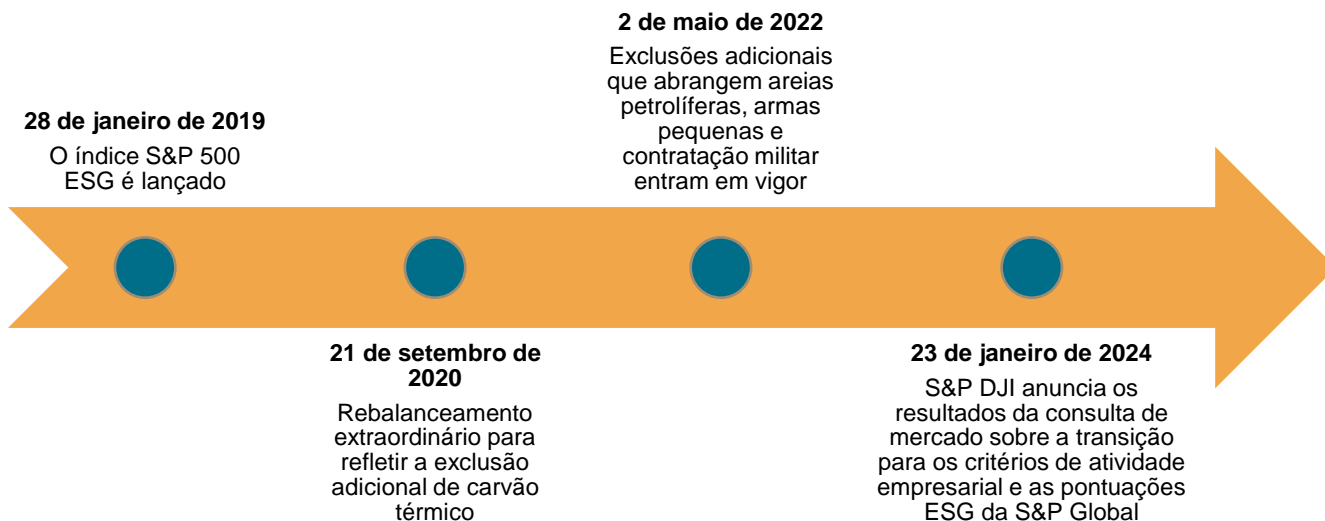 28 de janeiro de 2019
O índice S&P 500
ESG é lançado
21 de setembro de
2020
Rebalanceamento
extraordinário para
refletir a exclusão
adicional de carvão
térmico
2 de maio de 2022
Exclusões adicionais
que abrangem areias
petrolíferas, armas
pequenas e
contratação militar
entram em vigor
23 de janeiro de 2024
S&P DJI anuncia os
resultados da consulta de
mercado sobre a transição
para os critérios de atividade
empresarial e as pontuações
ESG da S&P Global